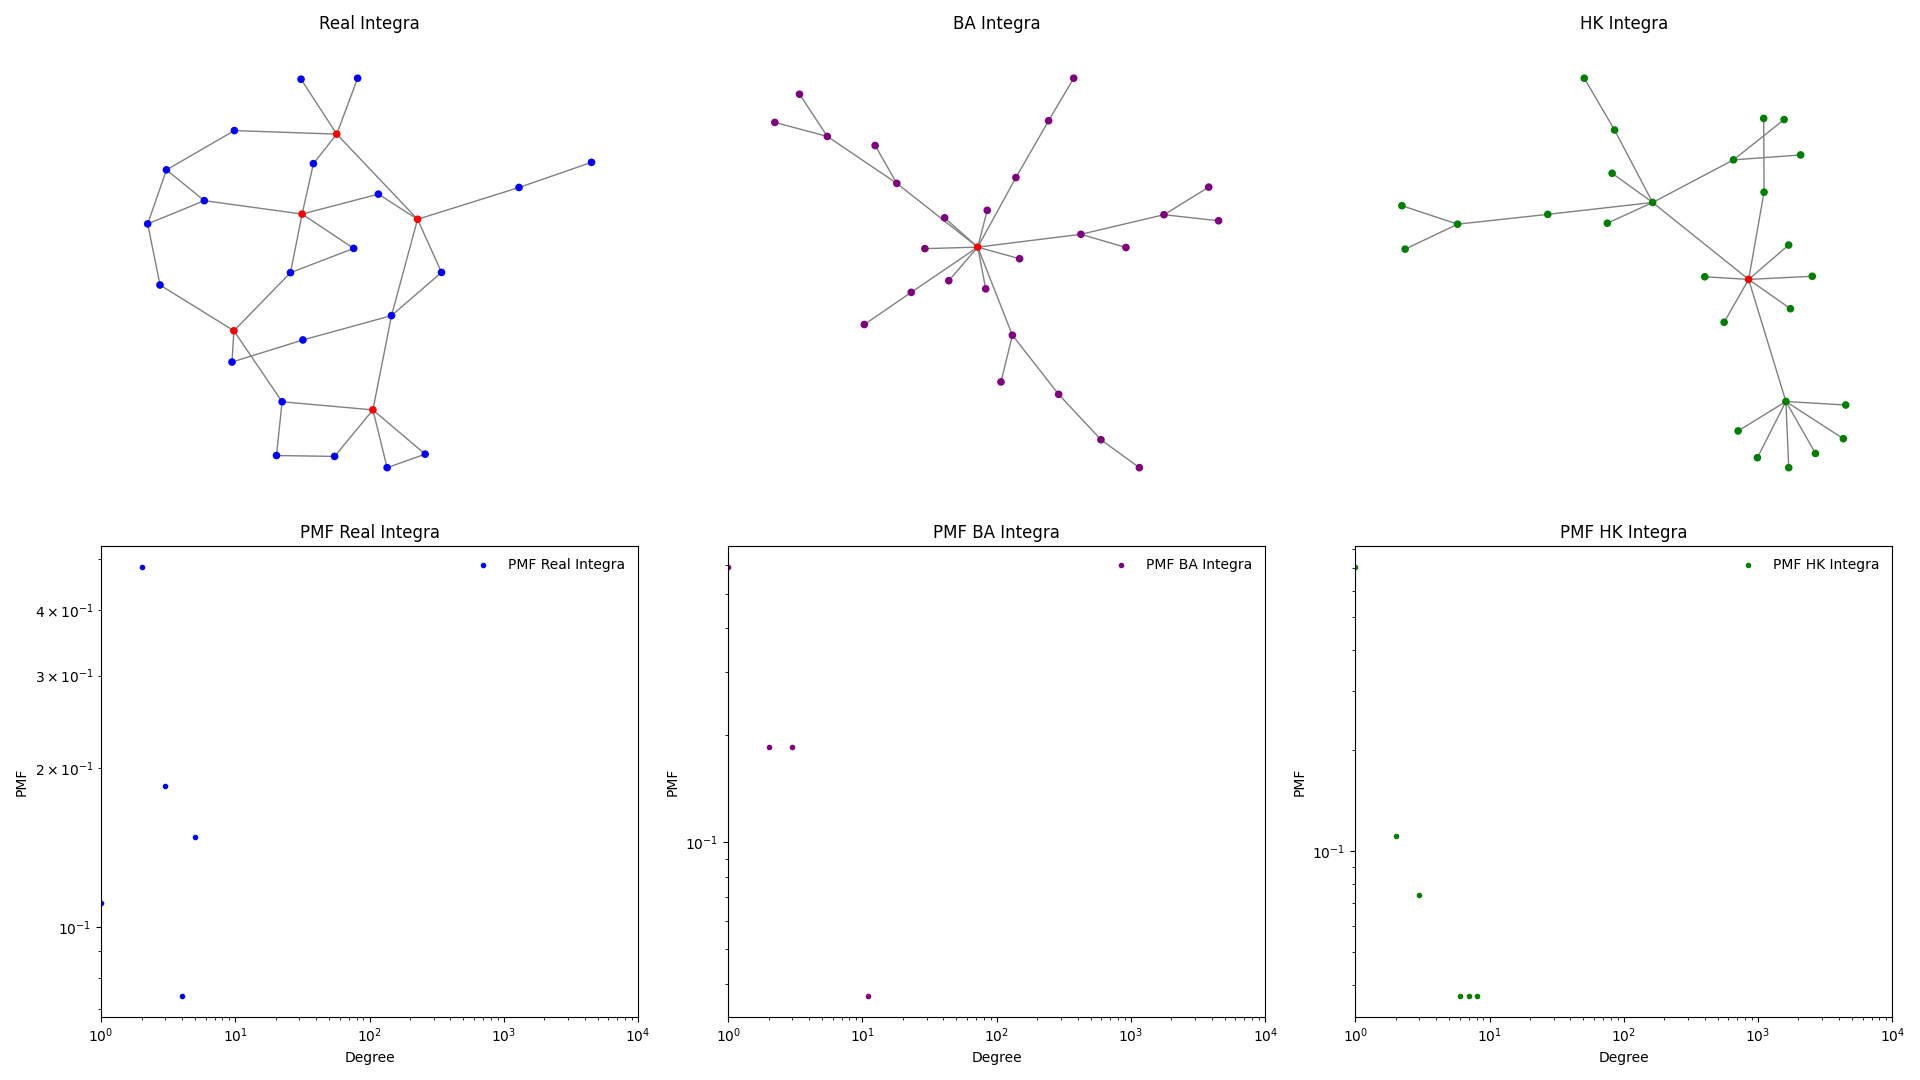 Real Integra
BA Integra
HK Integra
PMF Real Integra
PMF Real Integra
4 × 10⁻¹
3 × 10⁻¹
2 × 10⁻¹
10⁻¹
PMF
10⁰ 10¹ 10² 10³ 10⁴
Degree
PMF BA Integra
PMF BA Integra
10⁻¹
PMF
10⁰ 10¹ 10² 10³ 10⁴
Degree
PMF HK Integra
PMF HK Integra
10⁻¹
PMF
10⁰ 10¹ 10² 10³ 10⁴
Degree